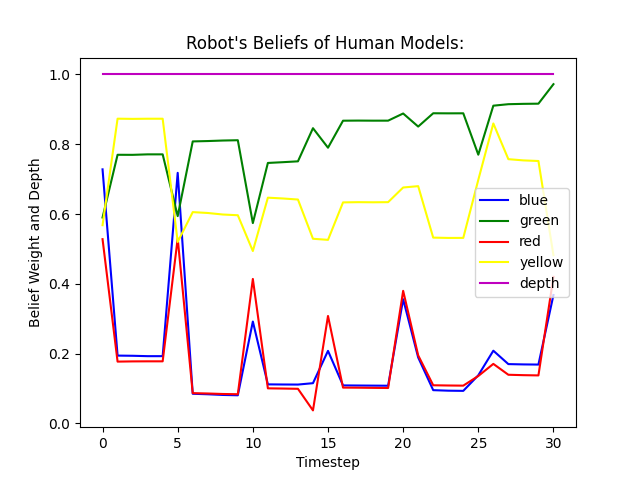 Robot's Beliefs of Human Models:
Belief Weight and Depth
1.0
0.8
0.6
0.4
0.2
0.0
blue
green
red
yellow
depth
0 5 10 15 20 25 30
Timestep